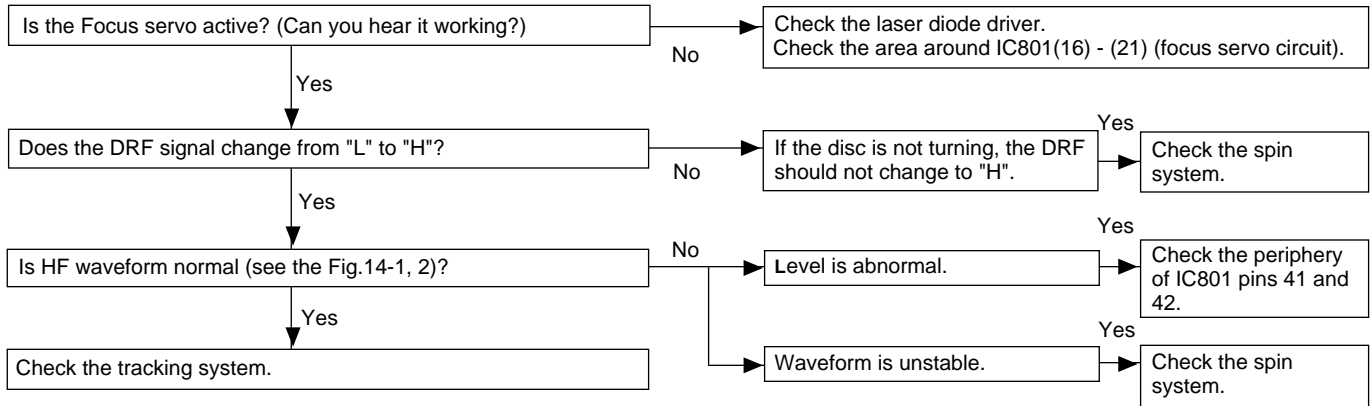 Is the Focus servo active? (Can you hear it working?)
No
Check the laser diode driver.
Check the area around IC801(16) - (21) (focus servo circuit).
Yes
Does the DRF signal change from "L" to "H"?
No
If the disc is not turning, the DRF
should not change to "H".
Yes
Check the spin
system.
Yes
Is HF waveform normal (see the Fig.14-1, 2)?
No
Level is abnormal.
Yes
Check the periphery
of IC801 pins 41 and
42.
Yes
Check the tracking system.
Waveform is unstable.
Yes
Check the spin
system.